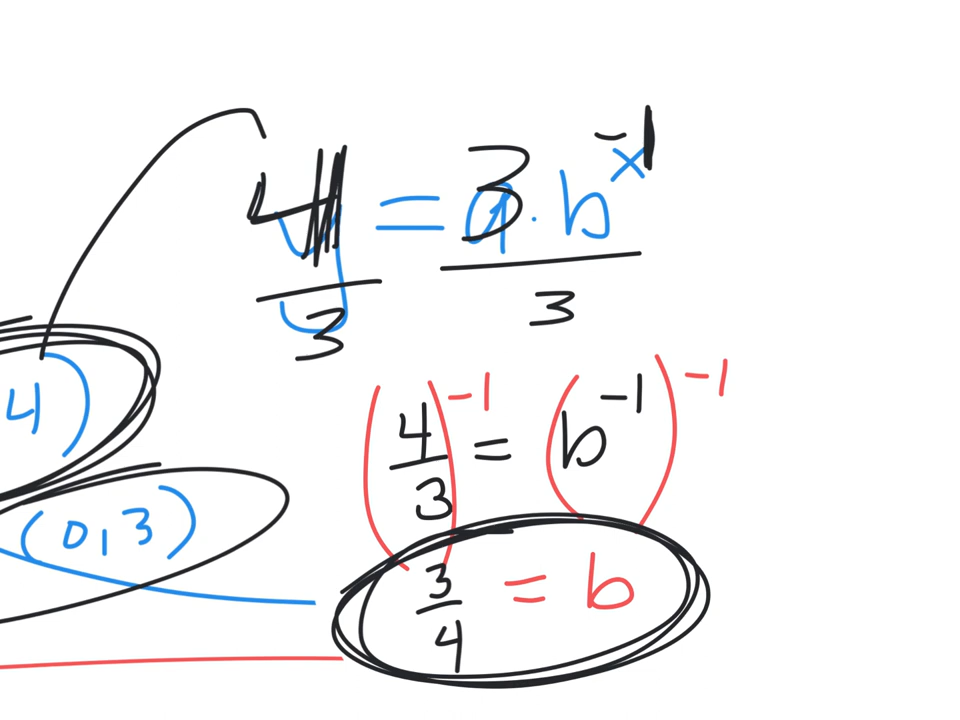 4 = 3 · b^-1
3 3
4)
(4/3)^-1 = (b^-1)^-1
(0,3)
3/4 = b